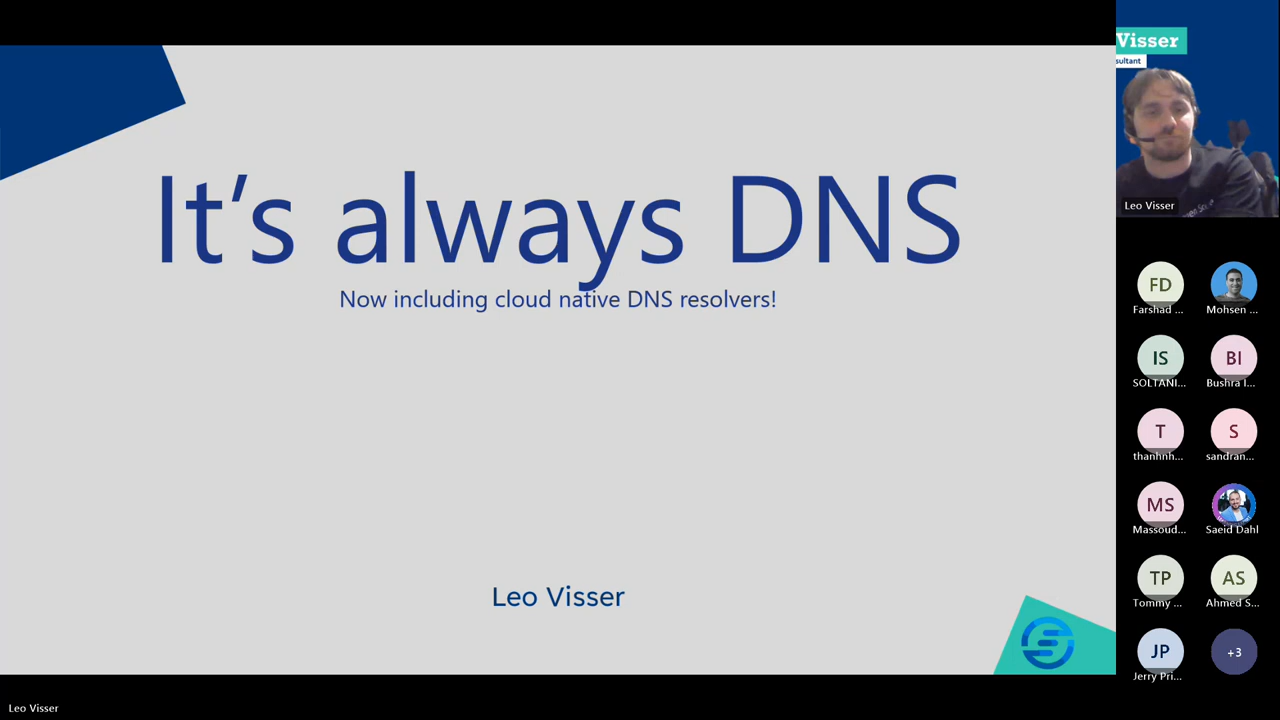 It’s always DNS
Now including cloud native DNS resolvers!
Leo Visser
Visser
sultant
Leo Visser
FD
Farshad ...
Mohsen ...
IS
SOLTANI...
BI
Bushra I...
T
thanhnh...
S
sandran...
MS
Massoud...
Saeid Dahl
TP
Tommy ...
AS
Ahmed S...
JP
Jerry Pri...
+3
Leo Visser